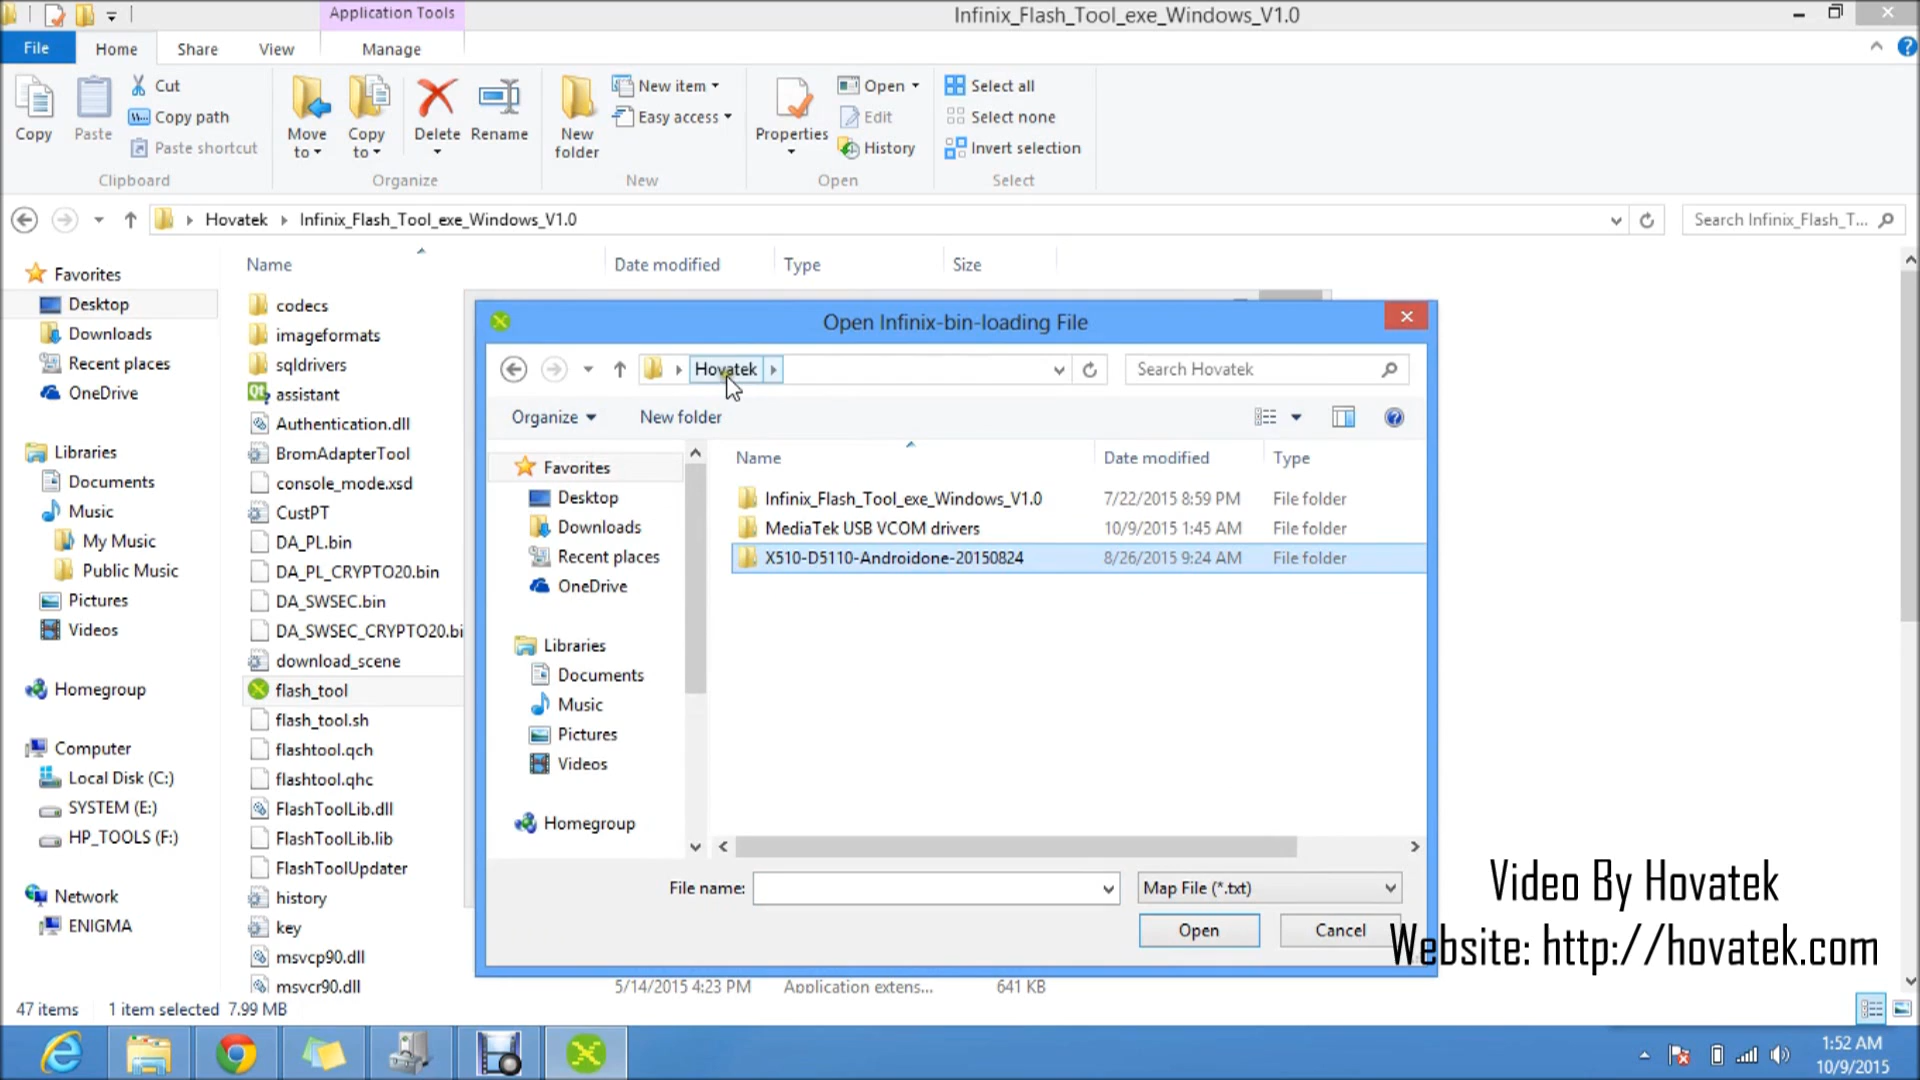 Application Tools
Infinix_Flash_Tool_exe_Windows_V1.0
File
Home
Share
View
Manage
Copy
Paste
Cut
Copy path
Paste shortcut
Clipboard
Move to
Copy to
Delete
Rename
Organize
New folder
New item
Easy access
New
Properties
Open
Edit
History
Open
Select all
Select none
Invert selection
Select
Hovatek
Infinix_Flash_Tool_exe_Windows_V1.0
Search Infinix_Flash_T...
Name
Date modified
Type
Size
Favorites
Desktop
Downloads
Recent places
OneDrive
Libraries
Documents
Music
My Music
Public Music
Pictures
Videos
Homegroup
Computer
Local Disk (C:)
SYSTEM (E:)
HP_TOOLS (F:)
Network
ENIGMA
codecs
imageformats
sqldrivers
assistant
Authentication.dll
BromAdapterTool
console_mode.xsd
CustPT
DA_PL.bin
DA_PL_CRYPTO20.bin
DA_SWSEC.bin
DA_SWSEC_CRYPTO20.bi
download_scene
flash_tool
flash_tool.sh
flashtool.qch
flashtool.qhc
FlashToolLib.dll
FlashToolLib.lib
FlashToolUpdater
history
key
msvcp90.dll
msvcr90.dll
5/14/2015 4:23 PM
Application extens...
641 KB
Open Infinix-bin-loading File
Hovatek
Search Hovatek
Organize
New folder
Favorites
Desktop
Downloads
Recent places
OneDrive
Libraries
Documents
Music
Pictures
Videos
Homegroup
Name
Date modified
Type
Infinix_Flash_Tool_exe_Windows_V1.0
7/22/2015 8:59 PM
File folder
MediaTek USB VCOM drivers
10/9/2015 1:45 AM
File folder
X510-D5110-Androidone-20150824
8/26/2015 9:24 AM
File folder
File name:
Map File (*.txt)
Open
Cancel
Video By Hovatek
Website: http://hovatek.com
47 items
1 item selected 7.99 MB
1:52 AM
10/9/2015